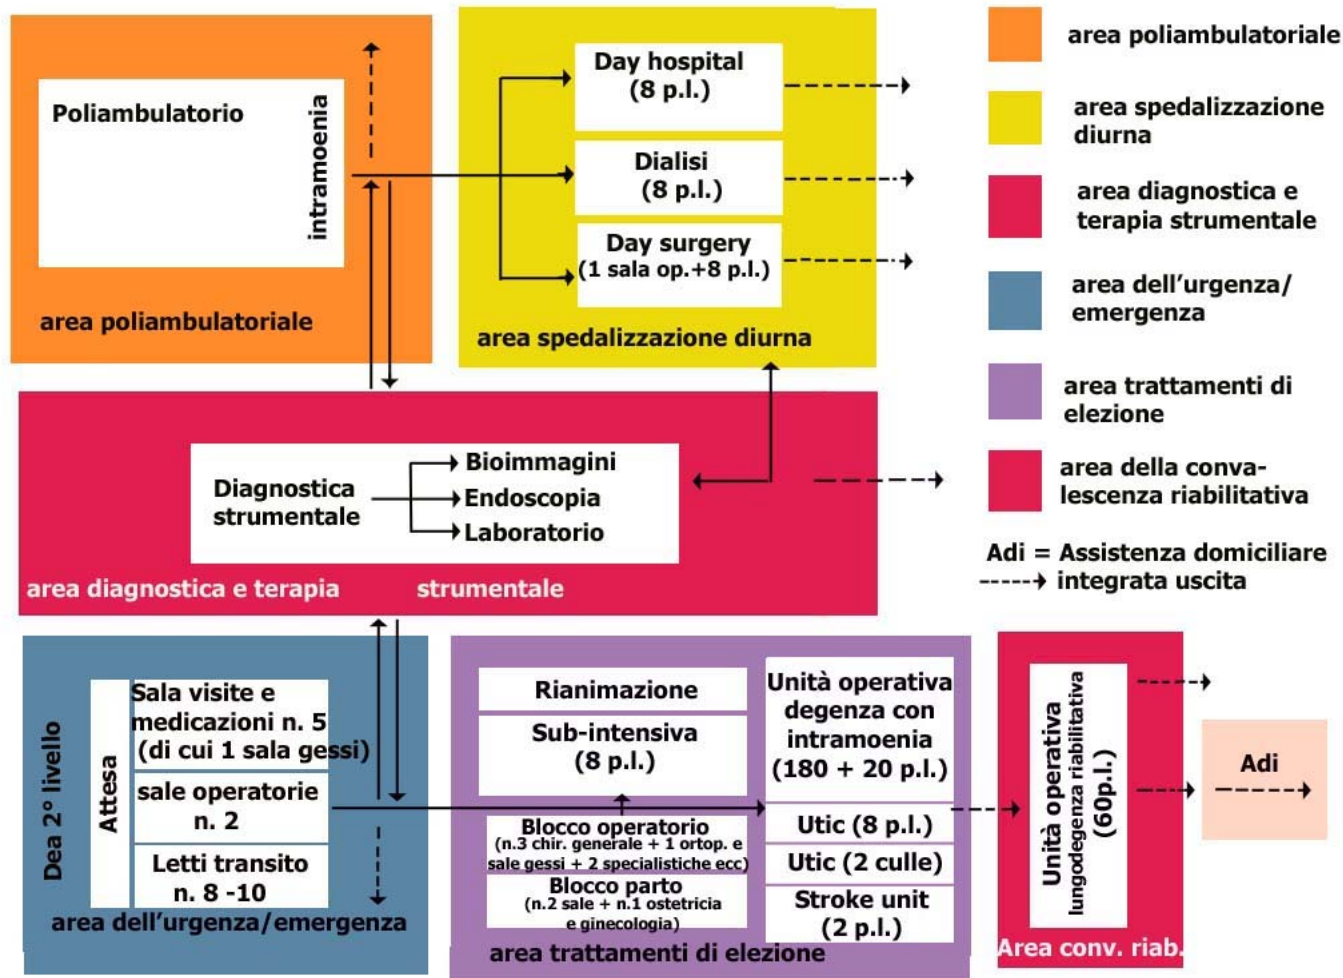 Poliambulatorio
intramoenia
area poliambulatoriale
Day hospital
(8 p.l.)
Dialisi
(8 p.l.)
Day surgery
(1 sala op.+8 p.l.)
area spedalizzazione diurna
area poliambulatoriale
area spedalizzazione
diurna
area diagnostica e
terapia strumentale
area dell'urgenza/
emergenza
area trattamenti di
elezione
area della conva-
lescenza riabilitativa
Adi = Assistenza domiciliare
integrata uscita
Diagnostica
strumentale
Bioimmagini
Endoscopia
Laboratorio
area diagnostica e terapia strumentale
Dea 2° livello
Attesa
Sala visite e
medicazioni n. 5
(di cui 1 sala gessi)
sale operatorie
n. 2
Letti transito
n. 8 -10
area dell'urgenza/emergenza
Rianimazione
Sub-intensiva
(8 p.l.)
Blocco operatorio
(n.3 chir. generale + 1 ortop. e
sale gessi + 2 specialistiche ecc)
Blocco parto
(n.2 sale + n.1 ostetricia
e ginecologia)
Unità operativa
degenza con
intramoenia
(180 + 20 p.l.)
Utic (8 p.l.)
Utic (2 culle)
Stroke unit
(2 p.l.)
area trattamenti di elezione
Unità operativa
lungodegenza riabilitativa
(60p.l.)
Area conv. riab.
Adi